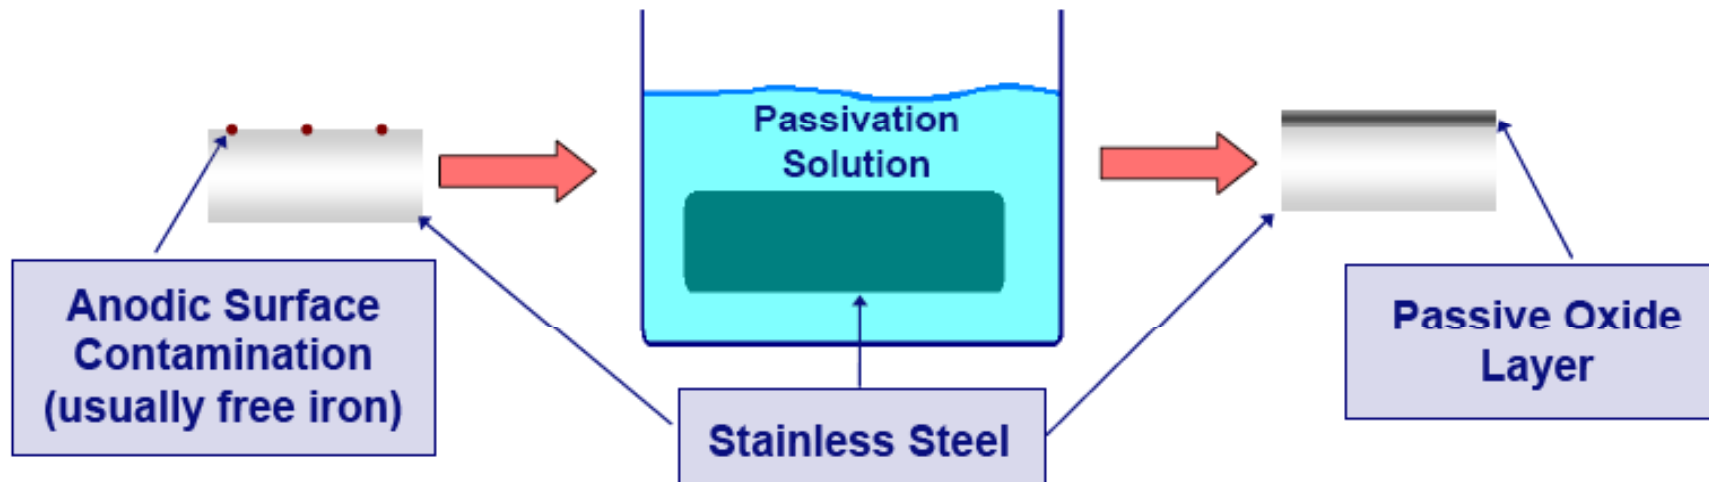 Passivation
Solution
Anodic Surface
Contamination
(usually free iron)
Stainless Steel
Passive Oxide
Layer